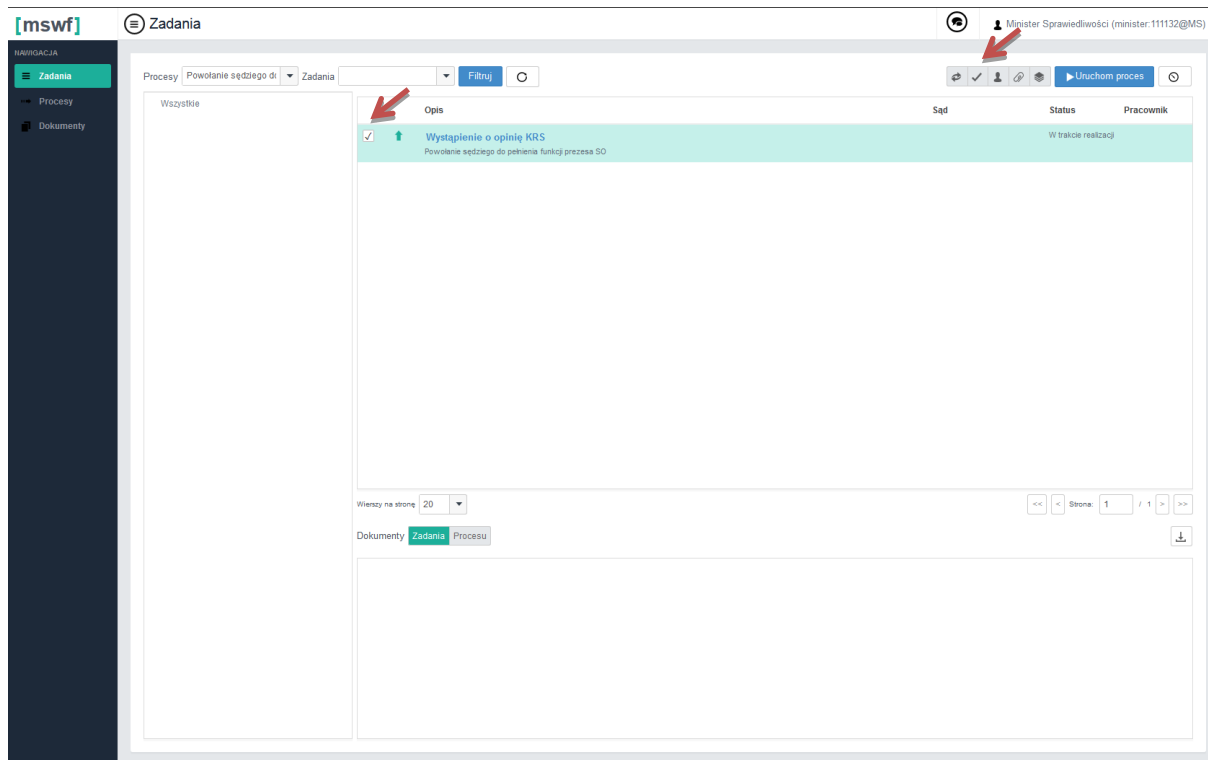 [mswf]
Zadania
Minister Sprawiedliwości (minister:111132@MS)
NAWIGACJA
Zadania
Procesy
Dokumenty
Procesy Powołanie sędziego do Zadania Filtruj Uruchom proces
Wszystkie
Opis Sąd Status Pracownik
Wystąpienie o opinię KRS W trakcie realizacji
Powołanie sędziego do pełnienia funkcji prezesa SO
Wierszy na stronę 20 << < Strona: 1 / 1 > >>
Dokumenty Zadania Procesu